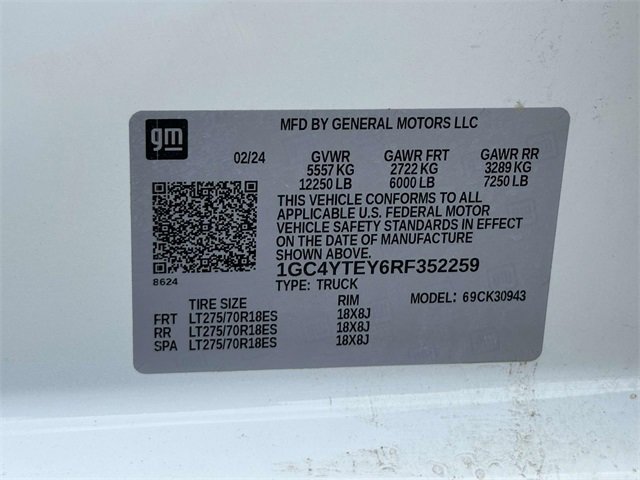 gm
MFD BY GENERAL MOTORS LLC
02/24 GVWR GAWR FRT GAWR RR
5557 KG 2722 KG 3289 KG
12250 LB 6000 LB 7250 LB
THIS VEHICLE CONFORMS TO ALL
APPLICABLE U.S. FEDERAL MOTOR
VEHICLE SAFETY STANDARDS IN EFFECT
ON THE DATE OF MANUFACTURE
SHOWN ABOVE.
1GC4YTEY6RF352259
8624
TYPE: TRUCK MODEL: 69CK30943
TIRE SIZE RIM
FRT LT275/70R18ES 18X8J
RR LT275/70R18ES 18X8J
SPA LT275/70R18ES 18X8J